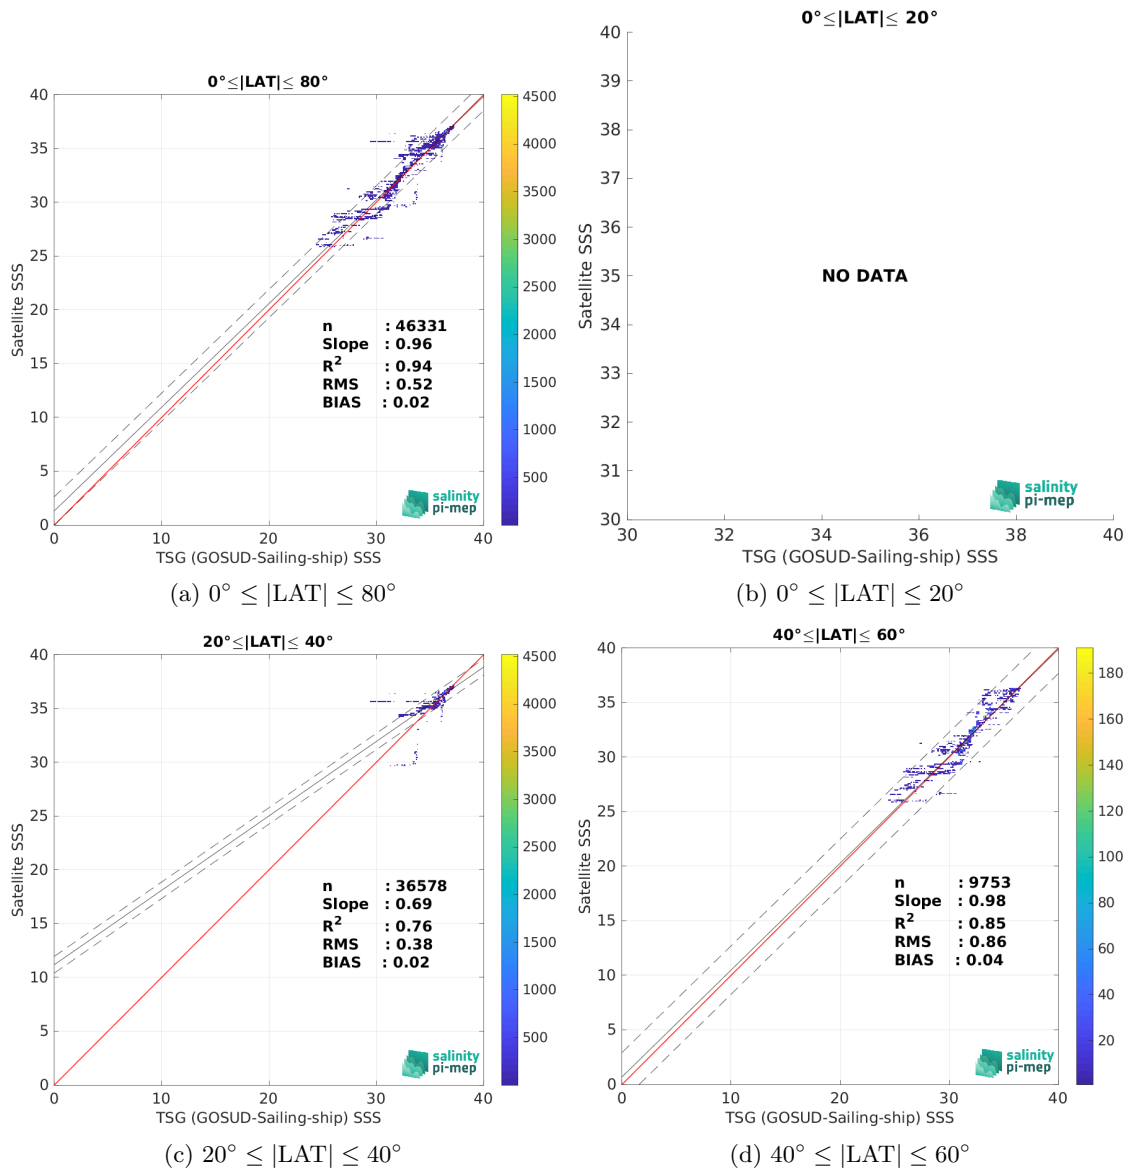 0°≤|LAT|≤ 80°
40
35
30
25
20
15
10
5
0
0
10
20
30
40
Satellite SSS
TSG (GOSUD-Sailing-ship) SSS
n : 46331
Slope : 0.96
R2 : 0.94
RMS : 0.52
BIAS : 0.02
salinity
pi-mep
4500
4000
3500
3000
2500
2000
1500
1000
500
(a) 0° ≤ |LAT| ≤ 80°
0°≤|LAT|≤ 20°
40
39
38
37
36
35
34
33
32
31
30
30
32
34
36
38
40
Satellite SSS
TSG (GOSUD-Sailing-ship) SSS
NO DATA
salinity
pi-mep
(b) 0° ≤ |LAT| ≤ 20°
20°≤|LAT|≤ 40°
40
35
30
25
20
15
10
5
0
0
10
20
30
40
Satellite SSS
TSG (GOSUD-Sailing-ship) SSS
n : 36578
Slope : 0.69
R2 : 0.76
RMS : 0.38
BIAS : 0.02
salinity
pi-mep
4500
4000
3500
3000
2500
2000
1500
1000
500
(c) 20° ≤ |LAT| ≤ 40°
40°≤|LAT|≤ 60°
40
35
30
25
20
15
10
5
0
0
10
20
30
40
Satellite SSS
TSG (GOSUD-Sailing-ship) SSS
n : 9753
Slope : 0.98
R2 : 0.85
RMS : 0.86
BIAS : 0.04
salinity
pi-mep
180
160
140
120
100
80
60
40
20
(d) 40° ≤ |LAT| ≤ 60°